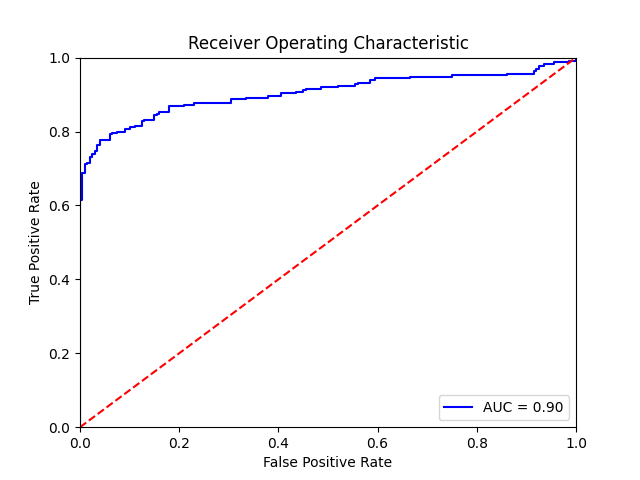 Receiver Operating Characteristic
1.0
0.8
0.6
0.4
0.2
0.0
True Positive Rate
AUC = 0.90
0.0 0.2 0.4 0.6 0.8 1.0
False Positive Rate